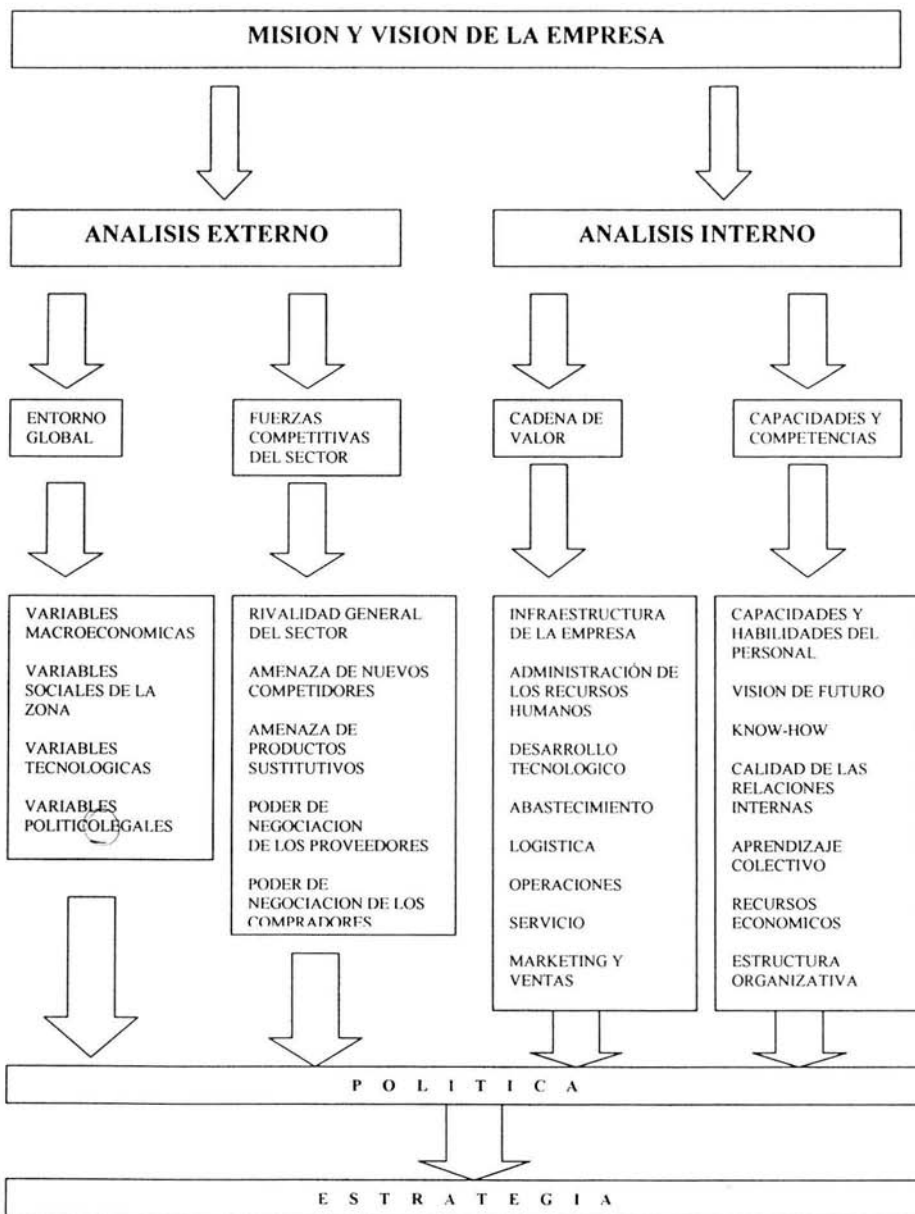 MISION Y VISION DE LA EMPRESA
ANALISIS EXTERNO
ANALISIS INTERNO
ENTORNO
GLOBAL
FUERZAS
COMPETITIVAS
DEL SECTOR
CADENA DE
VALOR
CAPACIDADES Y
COMPETENCIAS
VARIABLES
MACROECONOMICAS
VARIABLES
SOCIALES DE LA
ZONA
VARIABLES
TECNOLOGICAS
VARIABLES
POLITICOLEGALES
RIVALIDAD GENERAL
DEL SECTOR
AMENAZA DE NUEVOS
COMPETIDORES
AMENAZA DE
PRODUCTOS
SUSTITUTIVOS
PODER DE
NEGOCIACION
DE LOS PROVEEDORES
PODER DE
NEGOCIACION DE LOS
COMPRADORES
INFRAESTRUCTURA
DE LA EMPRESA
ADMINISTRACIÓN DE
LOS RECURSOS
HUMANOS
DESARROLLO
TECNOLOGICO
ABASTECIMIENTO
LOGISTICA
OPERACIONES
SERVICIO
MARKETING Y
VENTAS
CAPACIDADES Y
HABILIDADES DEL
PERSONAL
VISION DE FUTURO
KNOW-HOW
CALIDAD DE LAS
RELACIONES
INTERNAS
APRENDIZAJE
COLECTIVO
RECURSOS
ECONOMICOS
ESTRUCTURA
ORGANIZATIVA
P O L I T I C A
E S T R A T E G I A